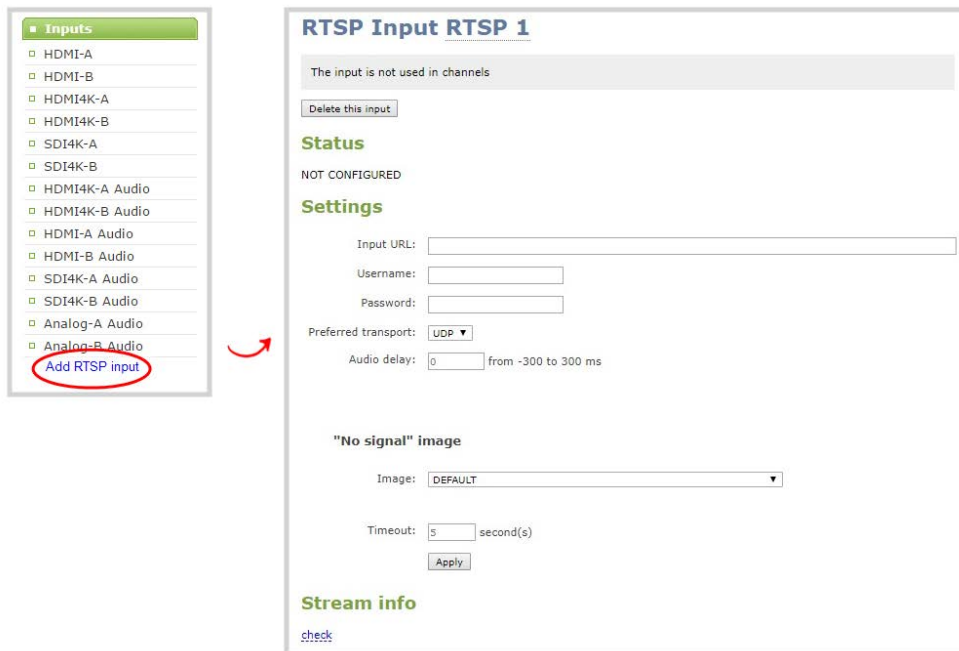 Inputs
HDMI-A
HDMI-B
HDMI4K-A
HDMI4K-B
SDI4K-A
SDI4K-B
HDMI4K-A Audio
HDMI4K-B Audio
HDMI-A Audio
HDMI-B Audio
SDI4K-A Audio
SDI4K-B Audio
Analog-A Audio
Analog-B Audio
Add RTSP input
RTSP Input RTSP 1
The input is not used in channels
Delete this input
Status
NOT CONFIGURED
Settings
Input URL:
Username:
Password:
Preferred transport: UDP
Audio delay: 0 from -300 to 300 ms
"No signal" image
Image: DEFAULT
Timeout: 5 second(s)
Apply
Stream info
check